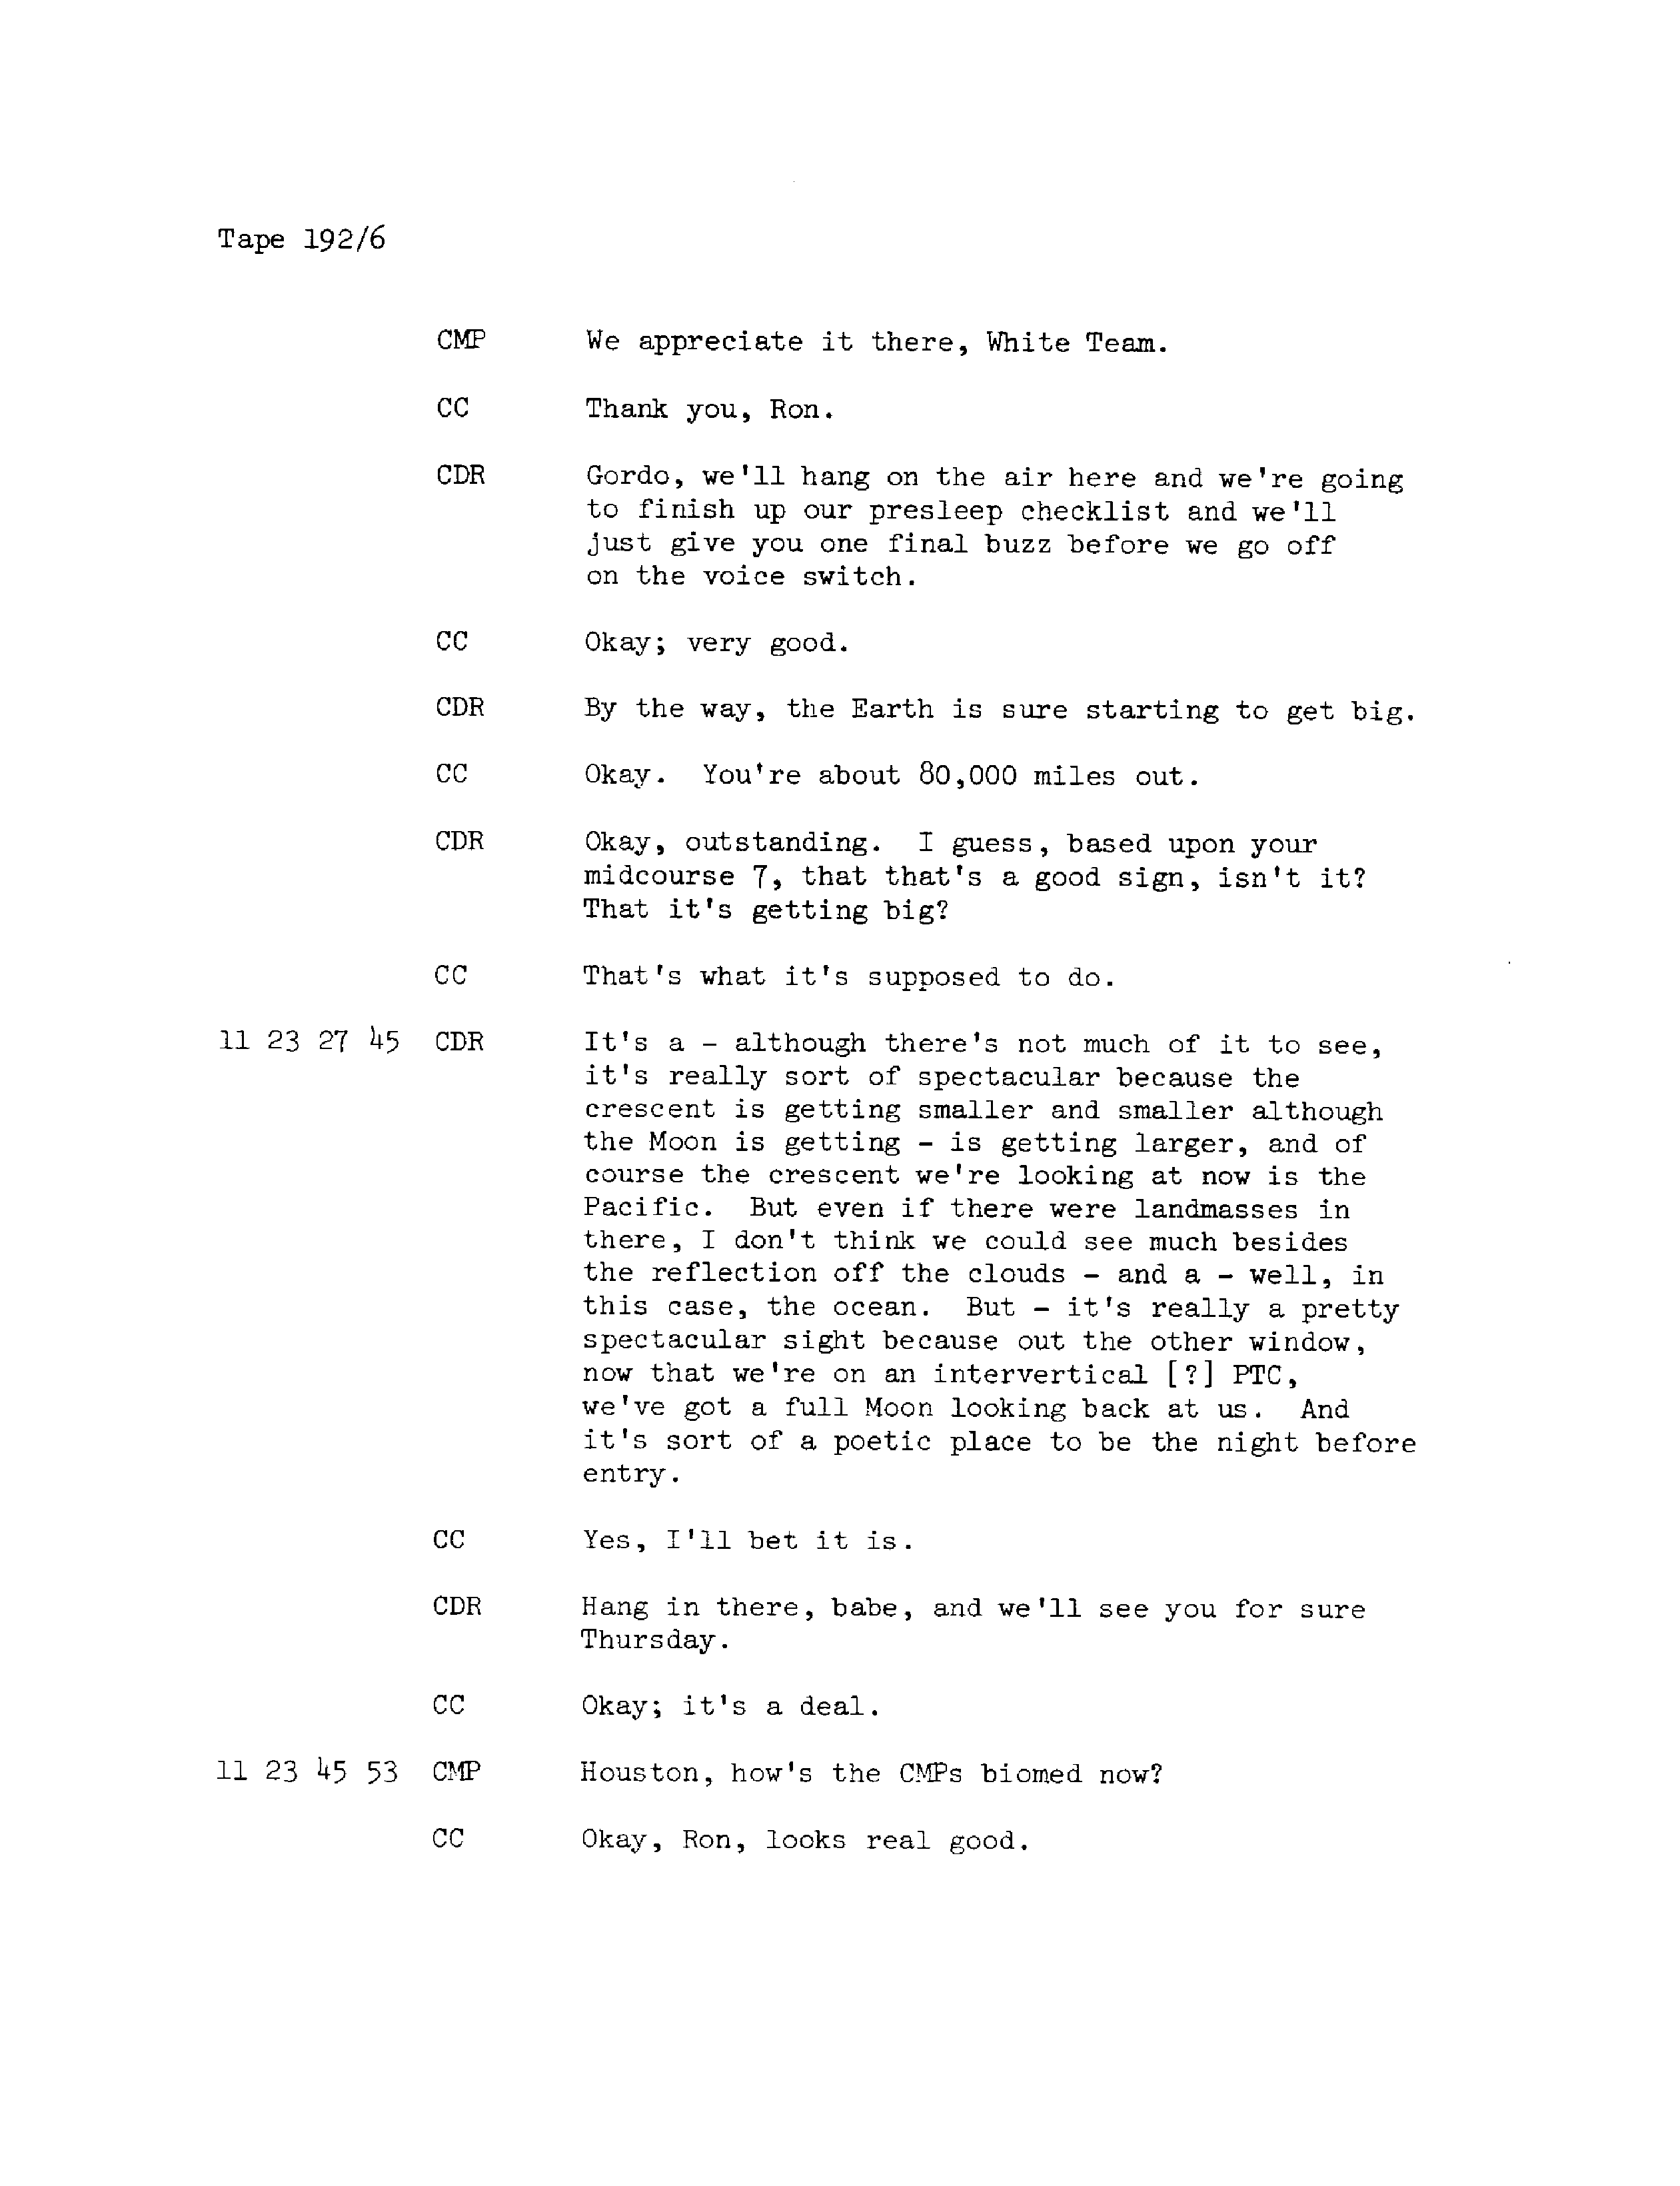 Tape 192/6
CMP We appreciate it there, White Team.
CC Thank you, Ron.
CDR Gordo, we'll hang on the air here and we're going
to finish up our presleep checklist and we'll
just give you one final buzz before we go off
on the voice switch.
CC Okay; very good.
CDR By the way, the Earth is sure starting to get big.
CC Okay. You're about 80,000 miles out.
CDR Okay, outstanding. I guess, based upon your
midcourse 7, that that's a good sign, isn't it?
That it's getting big?
CC That's what it's supposed to do.
11 23 27 45 CDR It's a - although there's not much of it to see,
it's really sort of spectacular because the
crescent is getting smaller and smaller although
the Moon is getting - is getting larger, and of
course the crescent we're looking at now is the
Pacific. But even if there were landmasses in
there, I don't think we could see much besides
the reflection off the clouds - and a - well, in
this case, the ocean. But - it's really a pretty
spectacular sight because out the other window,
now that we're on an intervertical [?] PTC,
we've got a full Moon looking back at us. And
it's sort of a poetic place to be the night before
entry.
CC Yes, I'll bet it is.
CDR Hang in there, babe, and we'll see you for sure
Thursday.
CC Okay; it's a deal.
11 23 45 53 CMP Houston, how's the CMPs biomed now?
CC Okay, Ron, looks real good.